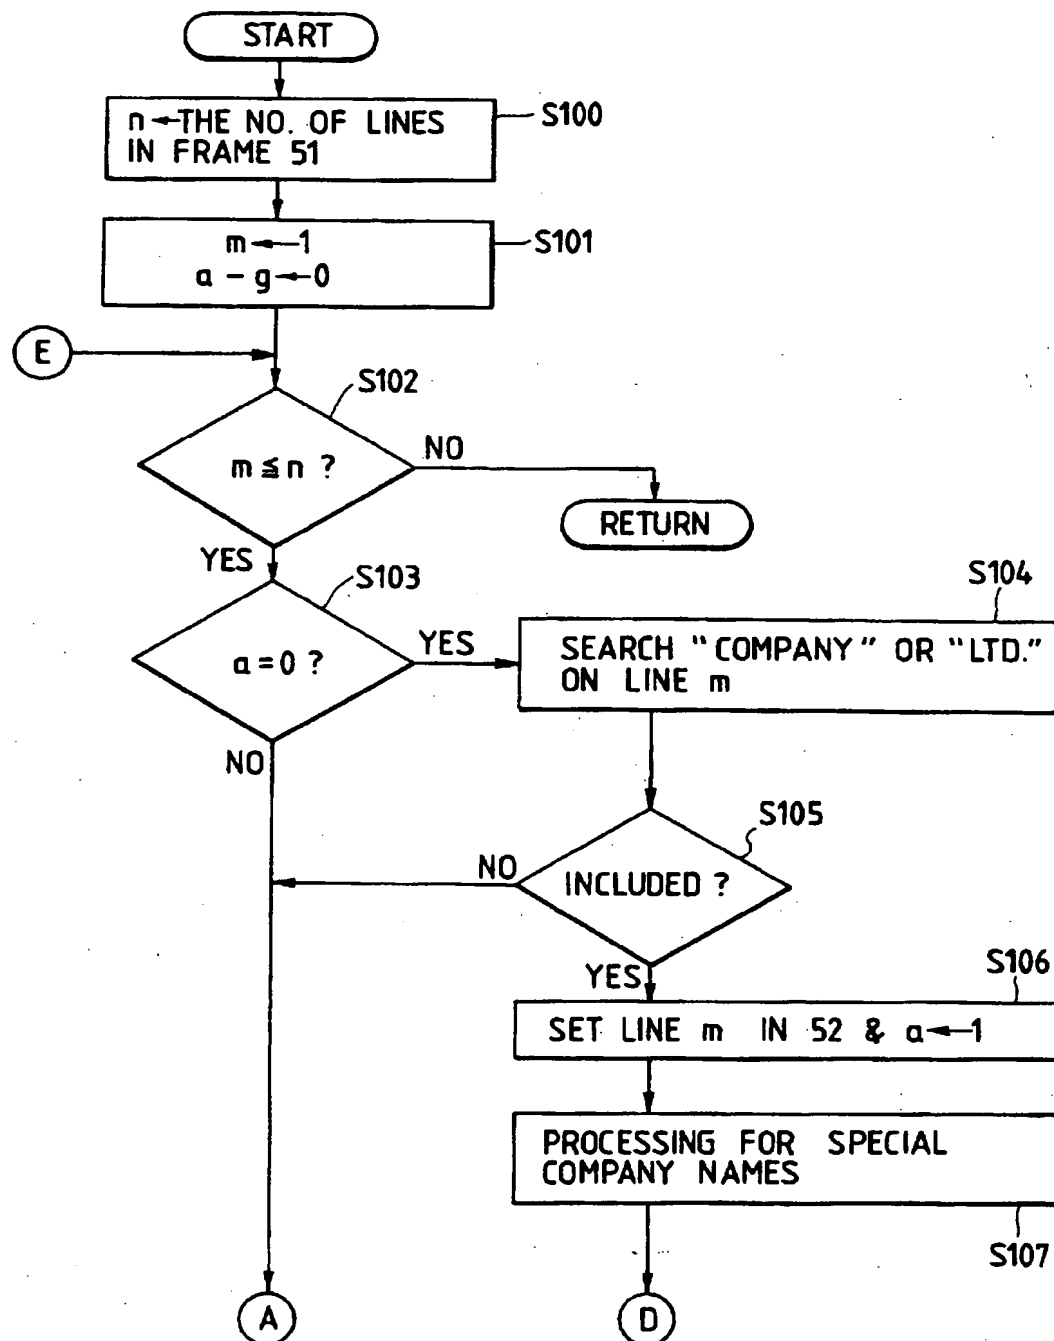 START
n←THE NO. OF LINES
IN FRAME 51
S100
m←1
a - g←0
S101
E
S102
m ≦ n ?
NO
RETURN
YES
S103
a = 0 ?
YES
S104
SEARCH "COMPANY" OR "LTD."
ON LINE m
NO
S105
INCLUDED ?
NO
YES
S106
SET LINE m IN 52 & a←1
PROCESSING FOR SPECIAL
COMPANY NAMES
S107
A
D